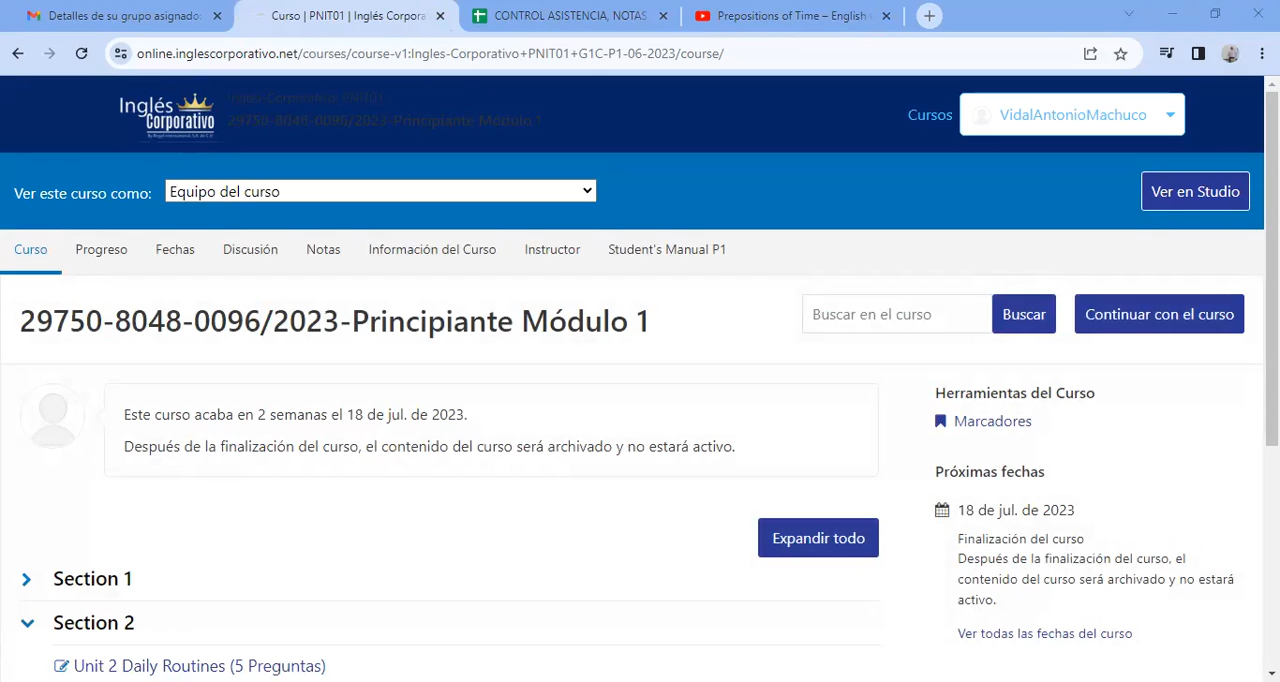 Detalles de su grupo asignado:
Curso | PNIT01 | Inglés Corpora
CONTROL ASISTENCIA, NOTAS
Prepositions of Time – English
online.inglescorporativo.net/courses/course-v1:Ingles-Corporativo+PNIT01+G1C-P1-06-2023/course/
Inglés
Corporativo
29750-8048-0096/2023-Principiante Módulo 1
Cursos
VidalAntonioMachuco
Ver este curso como:
Equipo del curso
Ver en Studio
Curso
Progreso
Fechas
Discusión
Notas
Información del Curso
Instructor
Student's Manual P1
29750-8048-0096/2023-Principiante Módulo 1
Buscar en el curso
Buscar
Continuar con el curso
Este curso acaba en 2 semanas el 18 de jul. de 2023.
Después de la finalización del curso, el contenido del curso será archivado y no estará activo.
Herramientas del Curso
Marcadores
Próximas fechas
18 de jul. de 2023
Finalización del curso
Después de la finalización del curso, el
contenido del curso será archivado y no estará
activo.
Ver todas las fechas del curso
Expandir todo
Section 1
Section 2
Unit 2 Daily Routines (5 Preguntas)